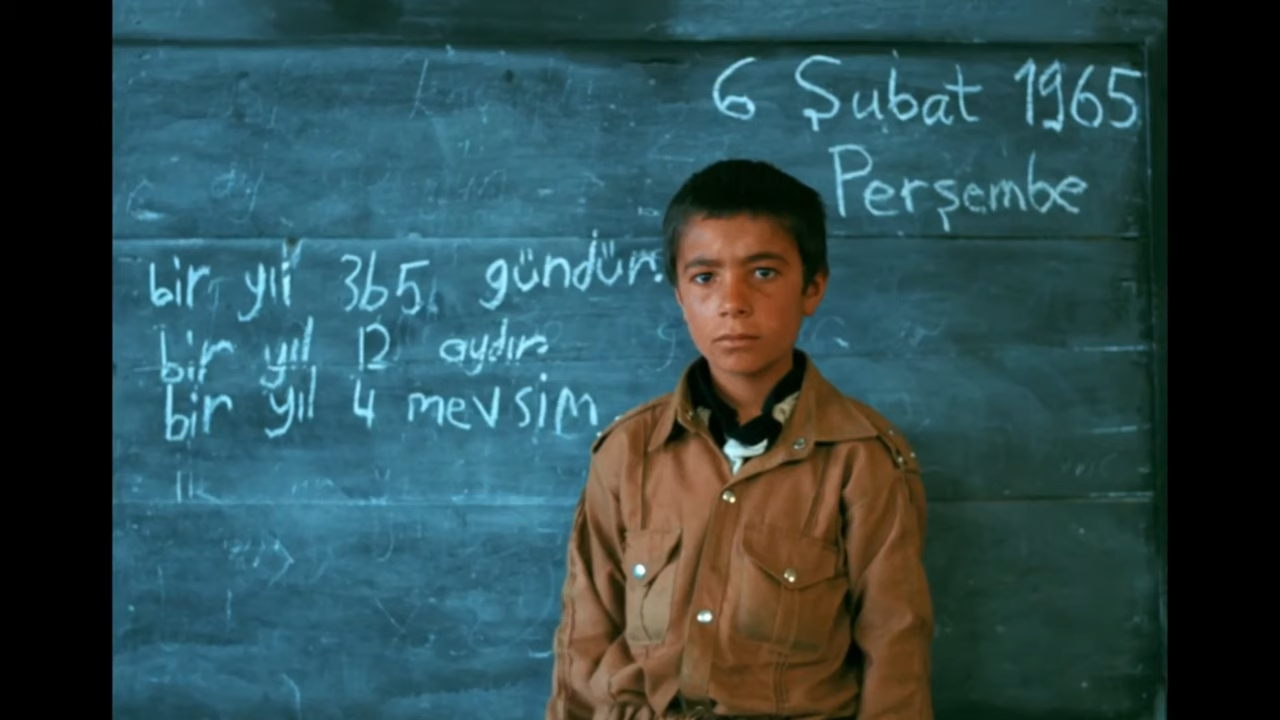 6 Şubat 1965
Perşembe
bir yıl 365 gündür.
bir yıl 12 aydır
bir yıl 4 mevsim